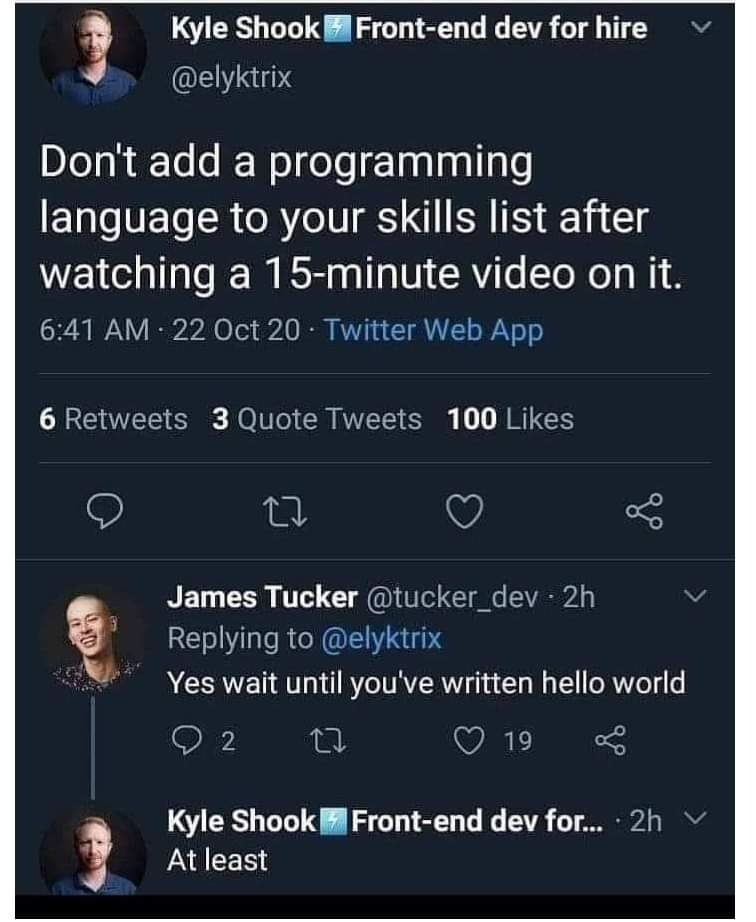 Kyle Shook⚡Front-end dev for hire
@elyktrix
Don't add a programming
language to your skills list after
watching a 15-minute video on it.
6:41 AM · 22 Oct 20 · Twitter Web App
6 Retweets 3 Quote Tweets 100 Likes
James Tucker @tucker_dev · 2h
Replying to @elyktrix
Yes wait until you've written hello world
2 19
Kyle Shook⚡Front-end dev for... · 2h
At least